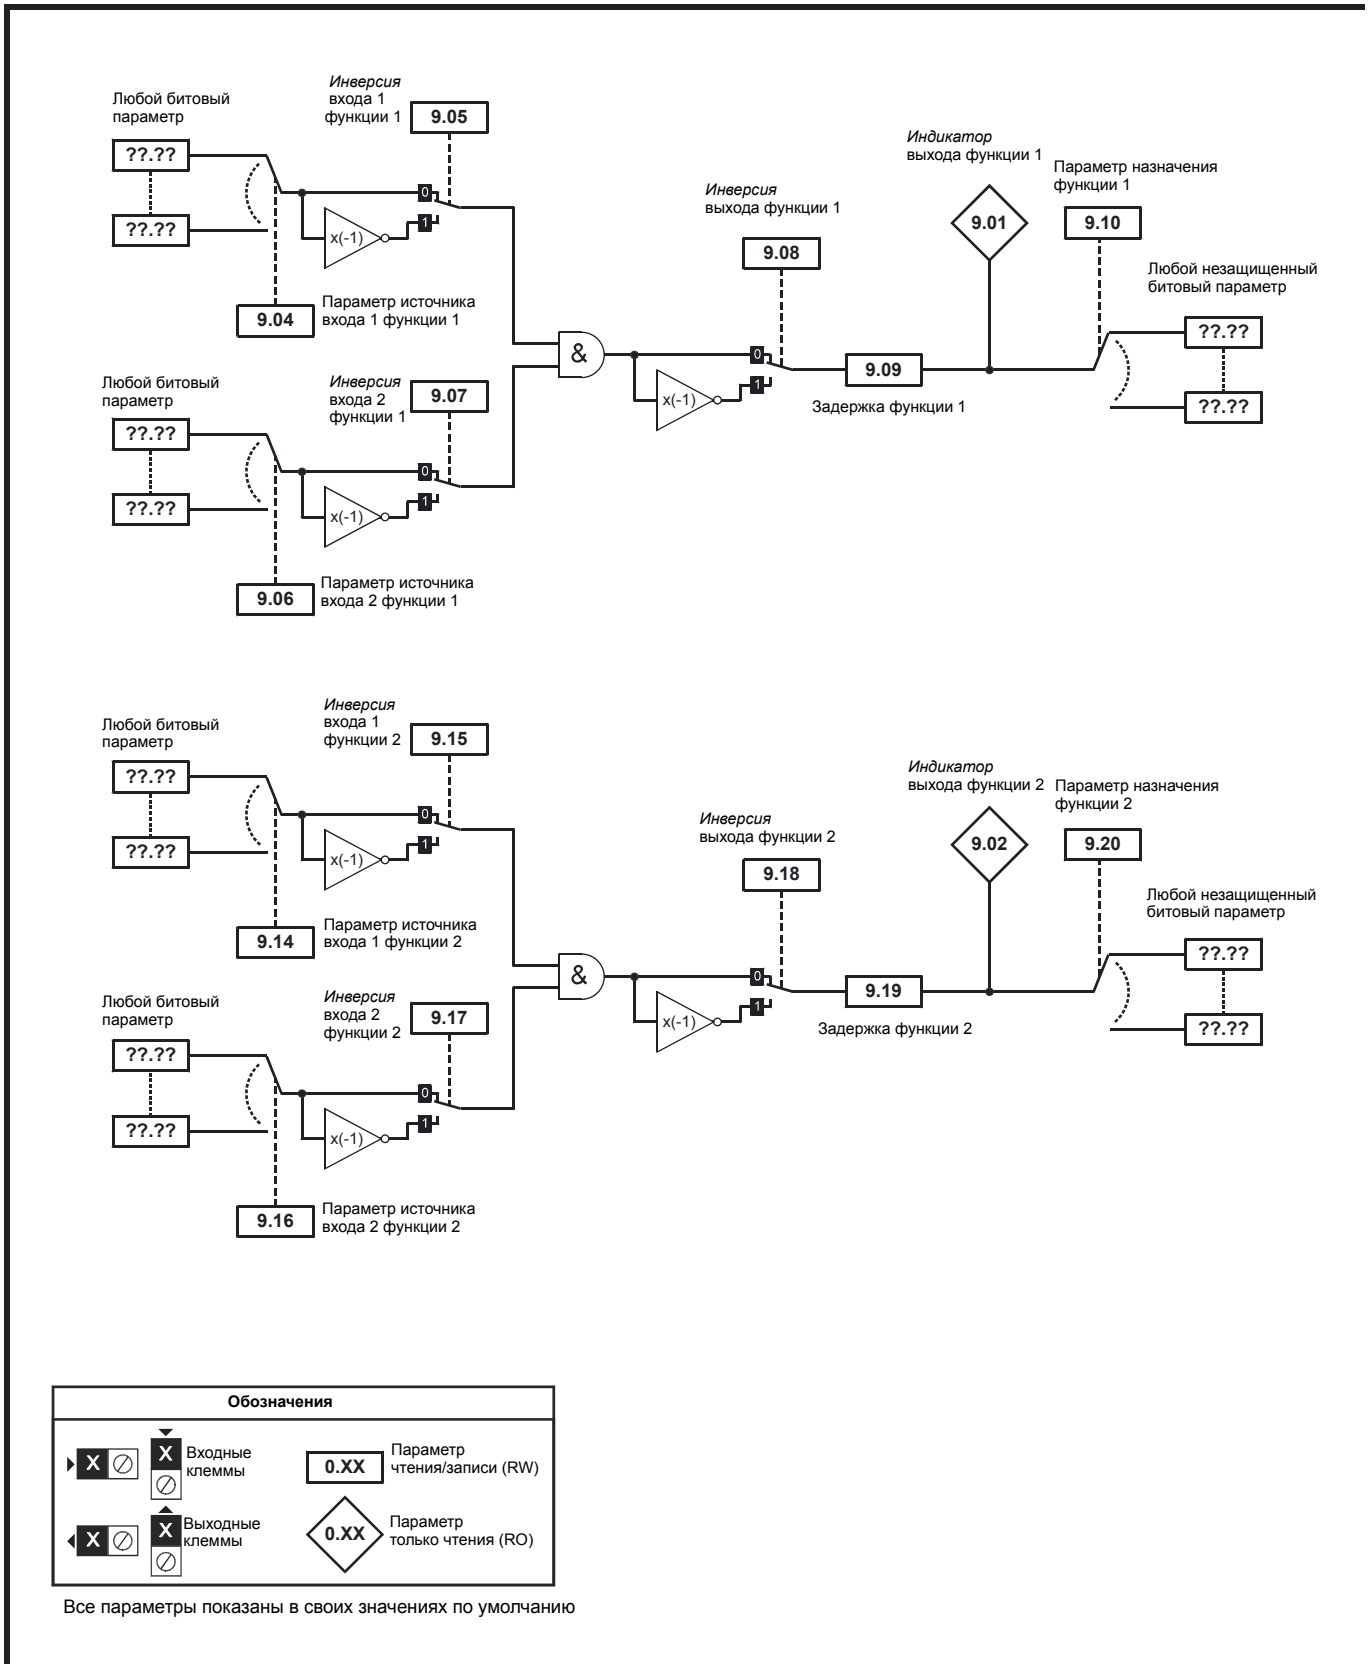 Любой битовый
параметр
??.??
??.??
Инверсия
входа 1
функции 1
9.05
0
1
x(-1)
9.04
Параметр источника
входа 1 функции 1
Любой битовый
параметр
??.??
??.??
Инверсия
входа 2
функции 1
9.07
0
1
x(-1)
9.06
Параметр источника
входа 2 функции 1
&
Инверсия
выхода функции 1
9.08
0
1
x(-1)
9.09
Задержка функции 1
Индикатор
выхода функции 1
9.01
Параметр назначения
функции 1
9.10
Любой незащищенный
битовый параметр
??.??
??.??
Любой битовый
параметр
??.??
??.??
Инверсия
входа 1
функции 2
9.15
0
1
x(-1)
9.14
Параметр источника
входа 1 функции 2
Любой битовый
параметр
??.??
??.??
Инверсия
входа 2
функции 2
9.17
0
1
x(-1)
9.16
Параметр источника
входа 2 функции 2
&
Инверсия
выхода функции 2
9.18
0
1
x(-1)
9.19
Задержка функции 2
Индикатор
выхода функции 2
9.02
Параметр назначения
функции 2
9.20
Любой незащищенный
битовый параметр
??.??
??.??
Обозначения
X
X
Входные
клеммы
0.XX
Параметр
чтения/записи (RW)
X
X
Выходные
клеммы
0.XX
Параметр
только чтения (RO)
Все параметры показаны в своих значениях по умолчанию